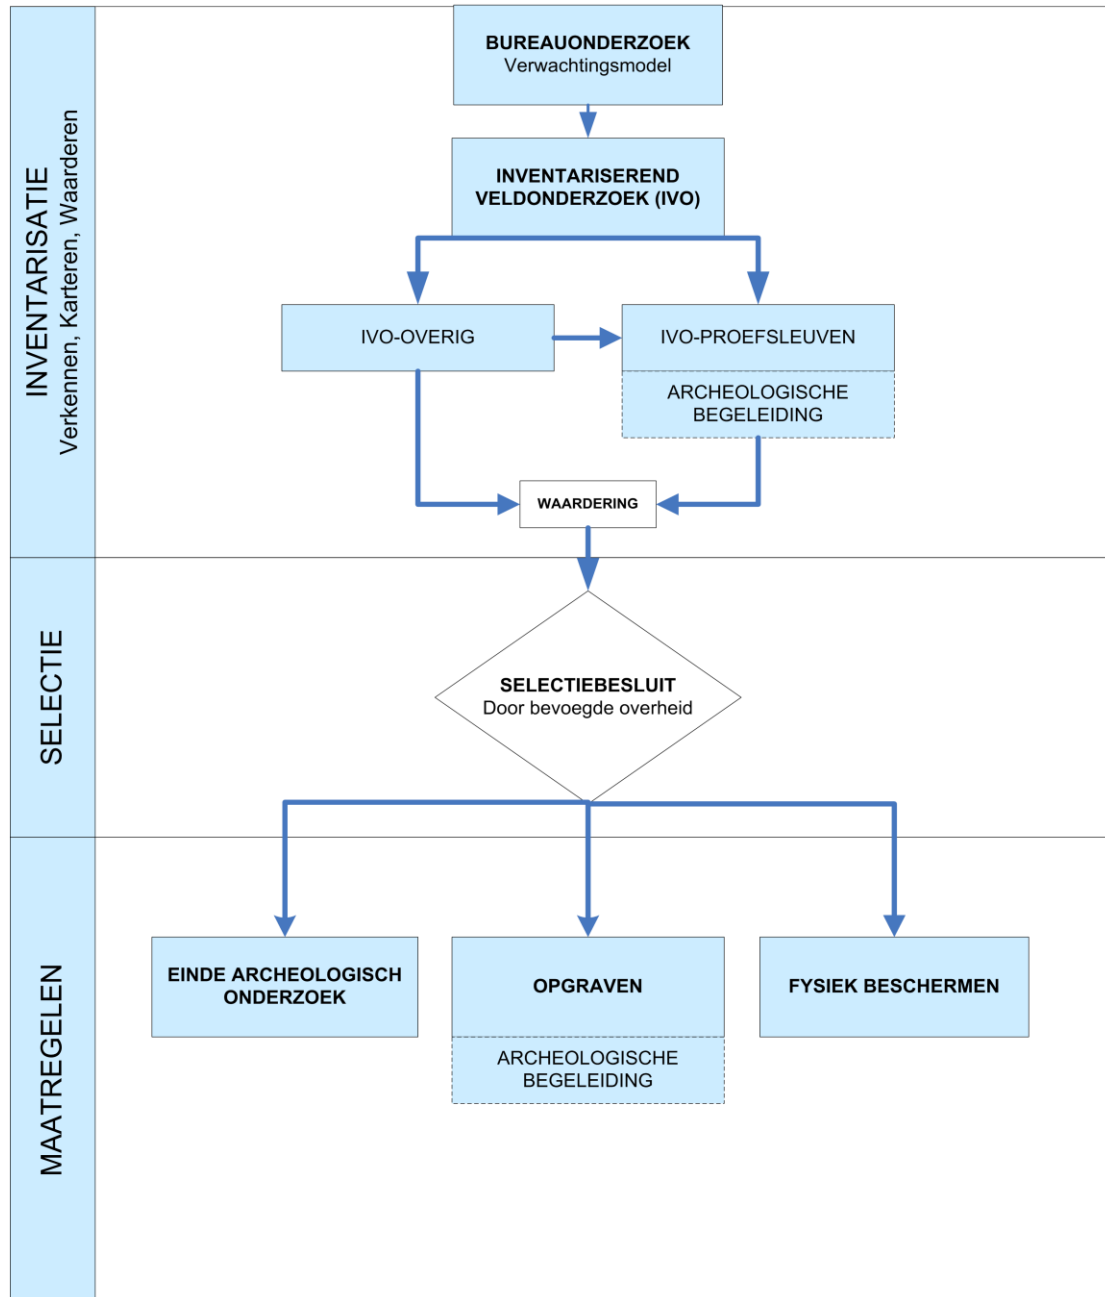 INVENTARISATIE
Verkennen, Karteren, Waarderen
BUREAUONDERZOEK
Verwachtingsmodel
INVENTARISEREND
VELDONDERZOEK (IVO)
IVO-OVERIG
IVO-PROEFSLEUVEN
ARCHEOLOGISCHE
BEGELEIDING
WAARDERING
SELECTIE
SELECTIEBESLUIT
Door bevoegde overheid
MAATREGELEN
EINDE ARCHEOLOGISCH
ONDERZOEK
OPGRAVEN
ARCHEOLOGISCHE
BEGELEIDING
FYSIEK BESCHERMEN